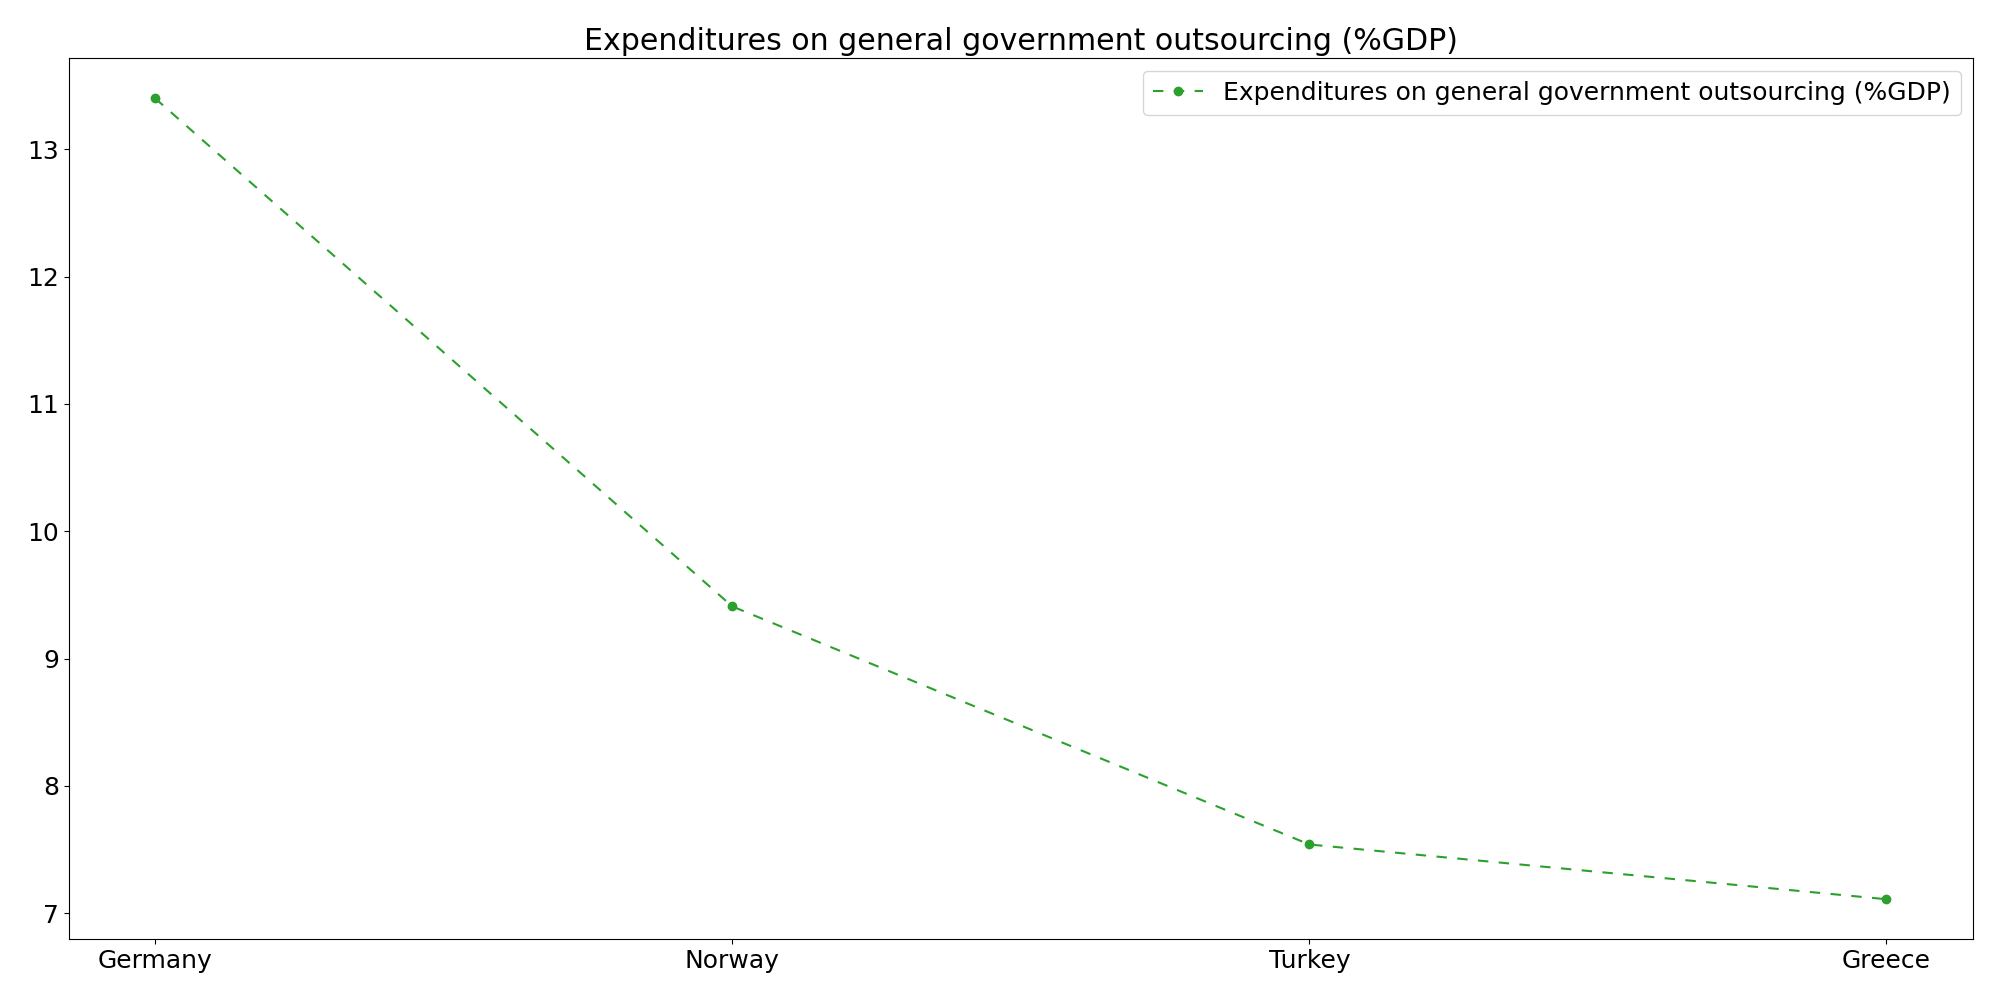 Expenditures on general government outsourcing (%GDP)
Expenditures on general government outsourcing (%GDP)
13
12
11
10
9
8
7
Germany
Norway
Turkey
Greece